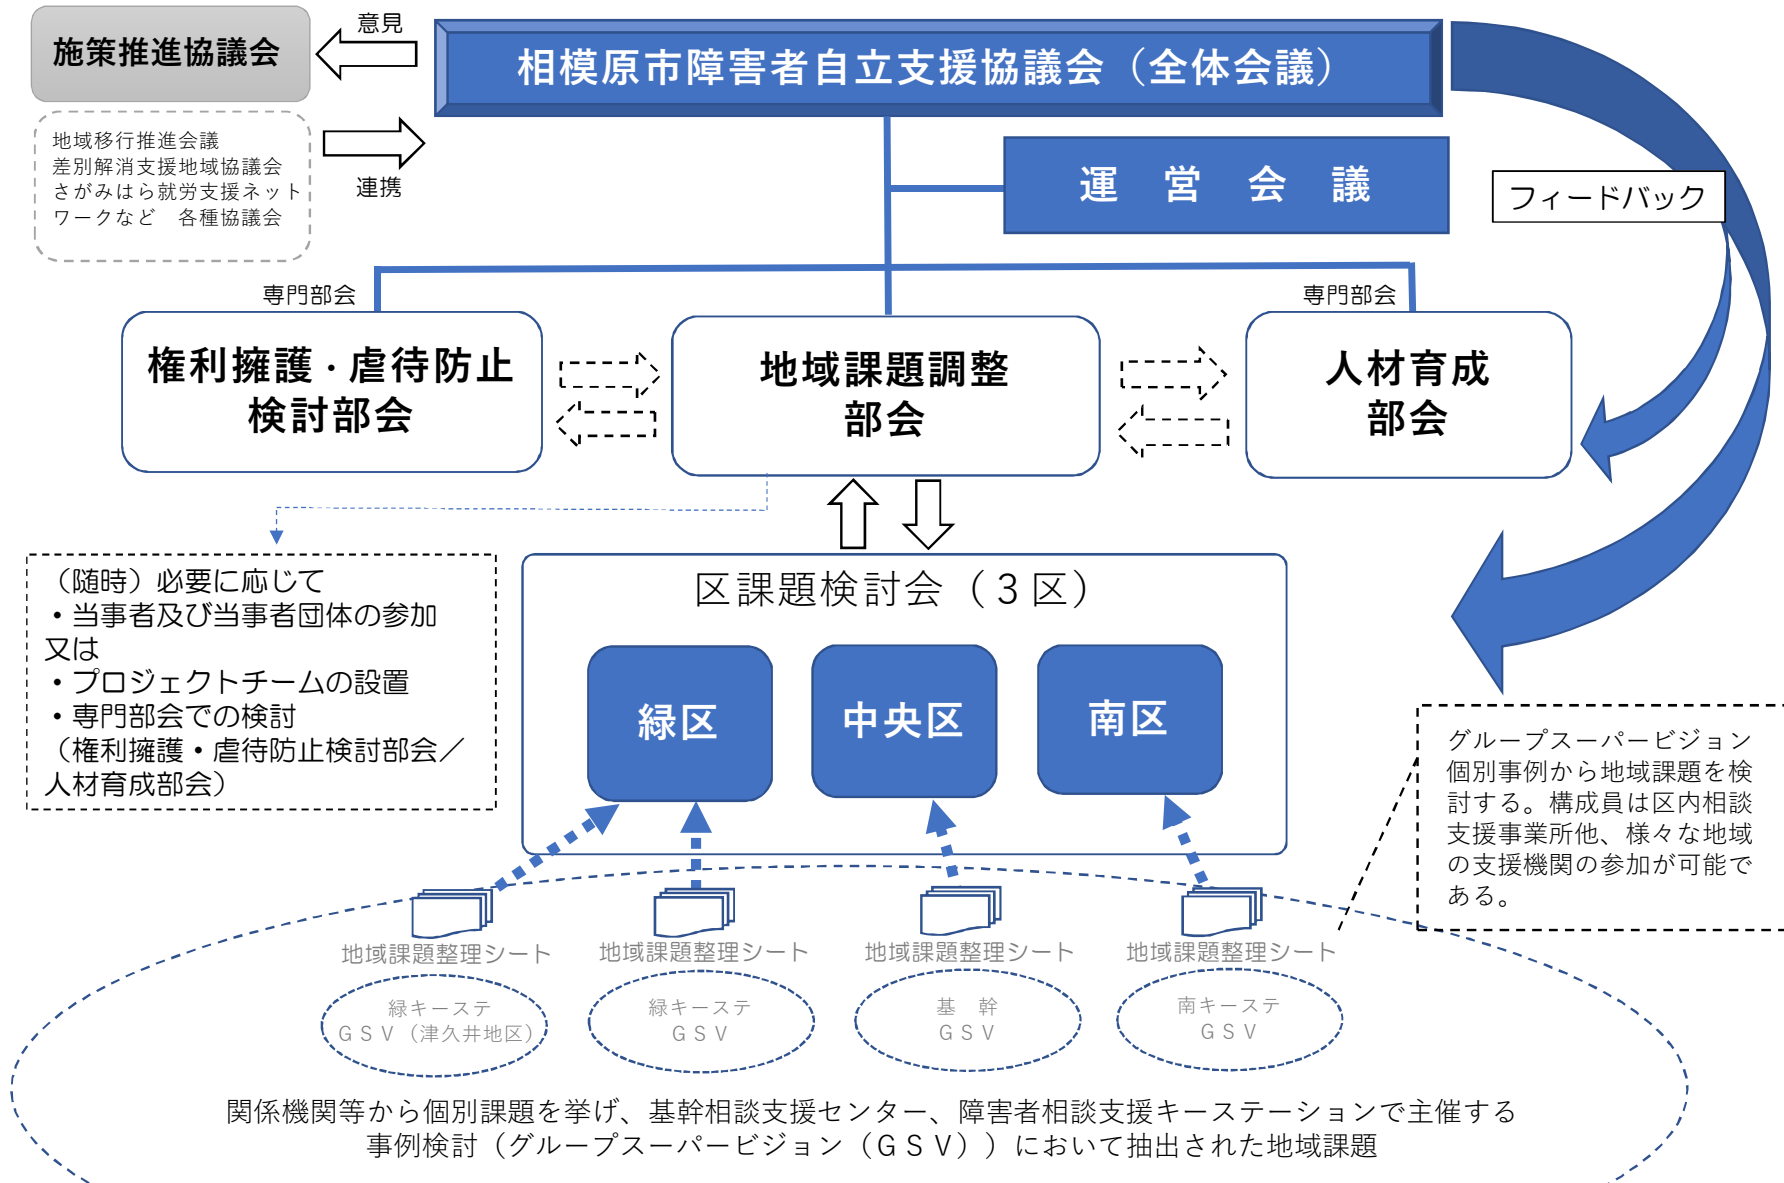 施策推進協議会
意見
相模原市障害者自立支援協議会（全体会議）
地域移行推進会議
差別解消支援地域協議会
さがみはら就労支援ネット
ワークなど　各種協議会
連携
運　営　会　議
フィードバック
専門部会
専門部会
権利擁護・虐待防止
検討部会
地域課題調整
部会
人材育成
部会
（随時）必要に応じて
・当事者及び当事者団体の参加
又は
・プロジェクトチームの設置
・専門部会での検討
（権利擁護・虐待防止検討部会／
人材育成部会）
区課題検討会（３区）
緑区
中央区
南区
グループスーパービジョン
個別事例から地域課題を検
討する。構成員は区内相談
支援事業所他、様々な地域
の支援機関の参加が可能で
ある。
地域課題整理シート
地域課題整理シート
地域課題整理シート
地域課題整理シート
緑キーステ
ＧＳＶ（津久井地区）
緑キーステ
ＧＳＶ
基　幹
ＧＳＶ
南キーステ
ＧＳＶ
関係機関等から個別課題を挙げ、基幹相談支援センター、障害者相談支援キーステーションで主催する
事例検討（グループスーパービジョン（ＧＳＶ））において抽出された地域課題